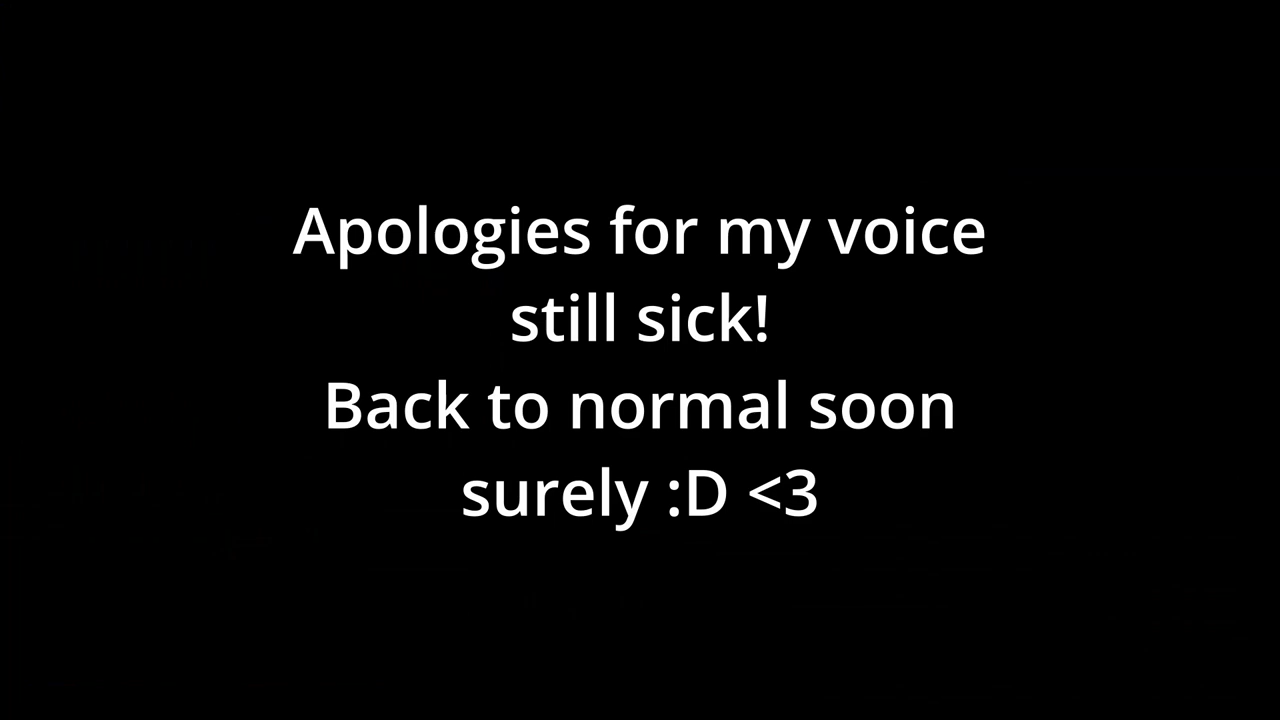 Apologies for my voice
still sick!
Back to normal soon
surely :D <3